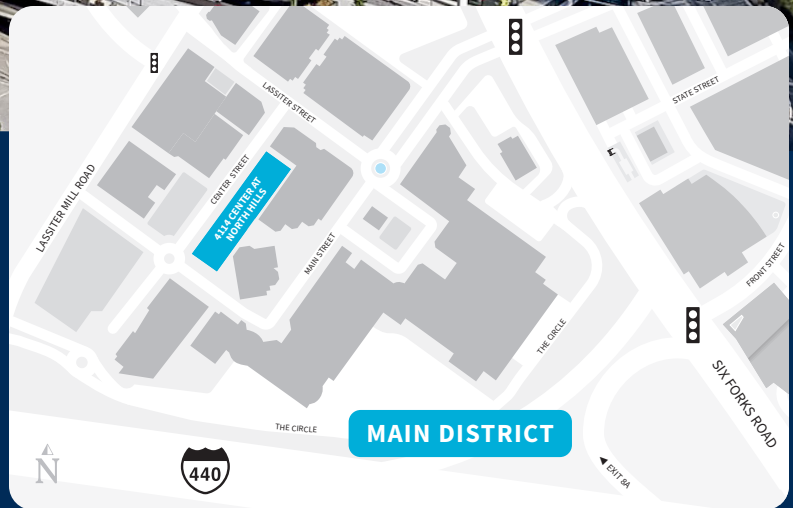 LASSITER STREET
STATE STREET
CENTER STREET
LASSITER MILL ROAD
4114 CENTER AT
NORTH HILLS
MAIN STREET
FRONT STREET
THE CIRCLE
SIX FORKS ROAD
THE CIRCLE
MAIN DISTRICT
N
440
EXIT 8A